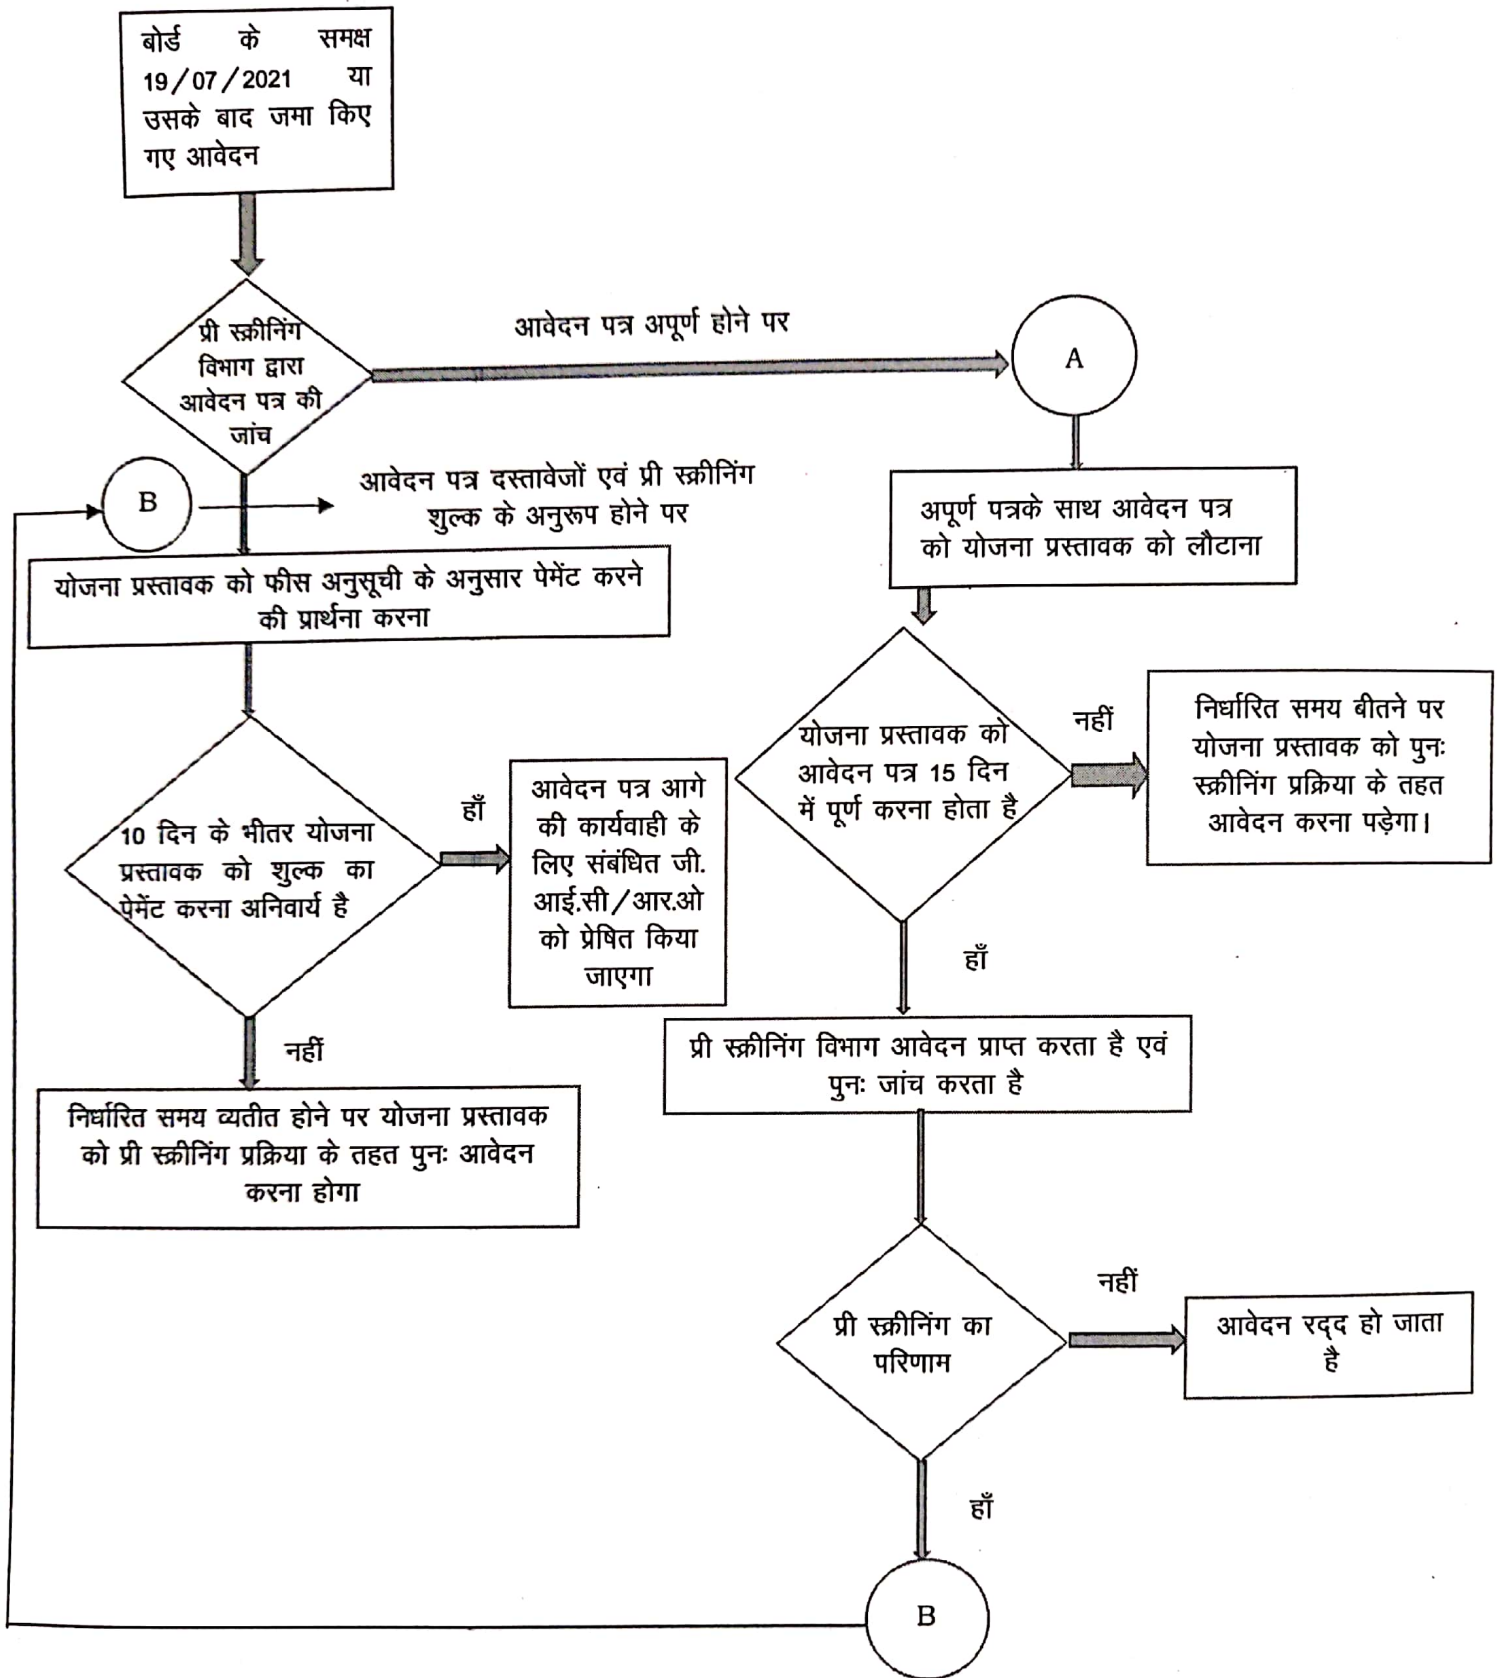 बोर्ड के समक्ष
19/07/2021 या
उसके बाद जमा किए
गए आवेदन
प्री स्क्रीनिंग
विभाग द्वारा
आवेदन पत्र की
जांच
आवेदन पत्र अपूर्ण होने पर
A
B
आवेदन पत्र दस्तावेजों एवं प्री स्क्रीनिंग
शुल्क के अनुरूप होने पर
अपूर्ण पत्रके साथ आवेदन पत्र
को योजना प्रस्तावक को लौटाना
योजना प्रस्तावक को फीस अनुसूची के अनुसार पेमेंट करने
की प्रार्थना करना
योजना प्रस्तावक को
आवेदन पत्र 15 दिन
में पूर्ण करना होता है
नहीं
निर्धारित समय बीतने पर
योजना प्रस्तावक को पुनः
स्क्रीनिंग प्रक्रिया के तहत
आवेदन करना पड़ेगा।
10 दिन के भीतर योजना
प्रस्तावक को शुल्क का
पेमेंट करना अनिवार्य है
हाँ
आवेदन पत्र आगे
की कार्यवाही के
लिए संबंधित जी.
आई.सी/आर.ओ
को प्रेषित किया
जाएगा
हाँ
नहीं
प्री स्क्रीनिंग विभाग आवेदन प्राप्त करता है एवं
पुनः जांच करता है
निर्धारित समय व्यतीत होने पर योजना प्रस्तावक
को प्री स्क्रीनिंग प्रक्रिया के तहत पुनः आवेदन
करना होगा
प्री स्क्रीनिंग का
परिणाम
नहीं
आवेदन रद्द हो जाता
है
हाँ
B